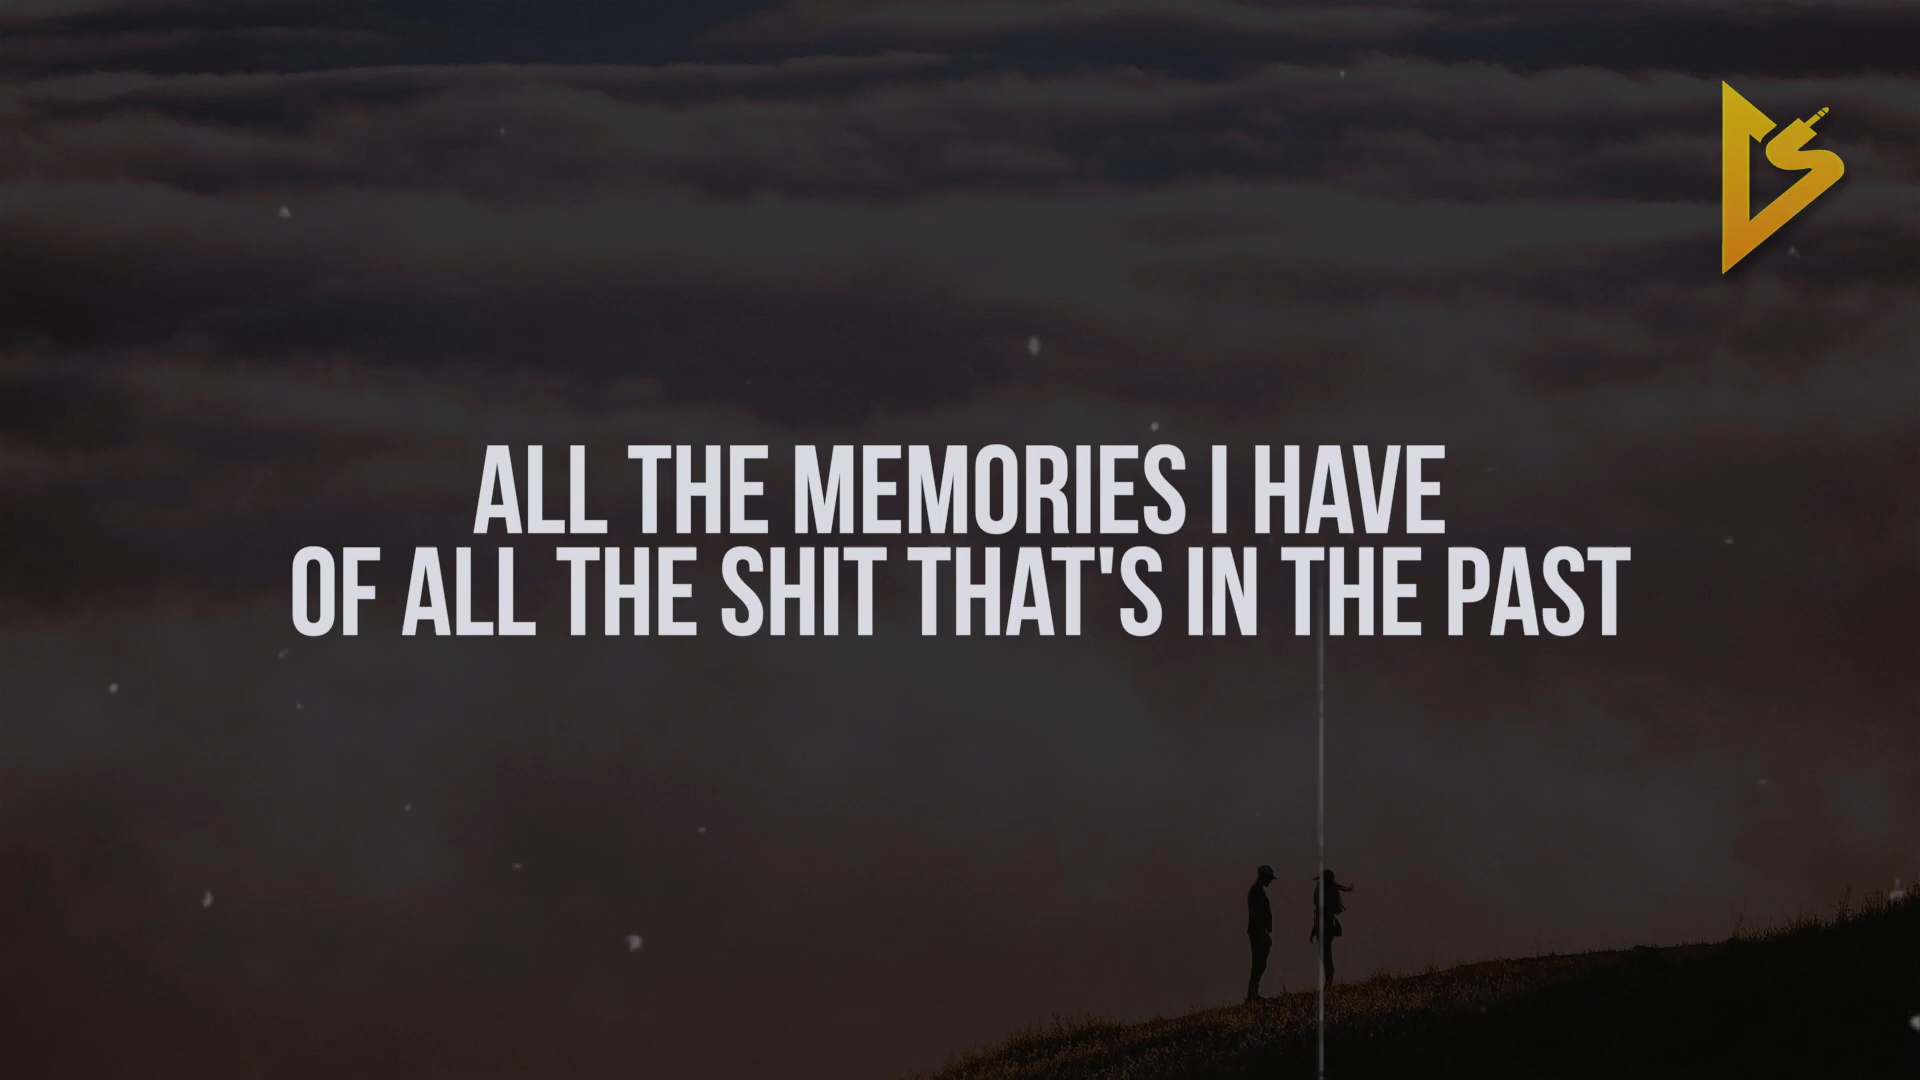 ALL THE MEMORIES I HAVE
OF ALL THE SHIT THAT'S IN THE PAST